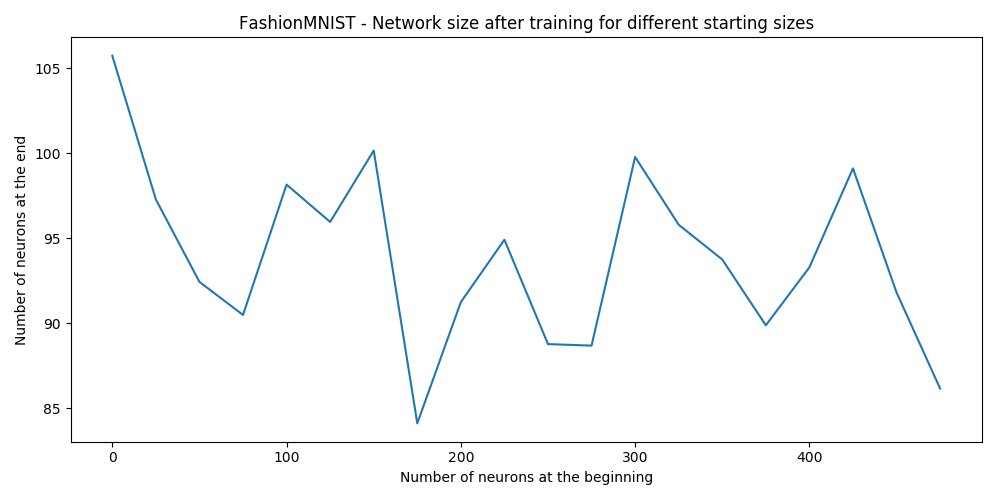 FashionMNIST - Network size after training for different starting sizes
Number of neurons at the end
105
100
95
90
85
0 100 200 300 400
Number of neurons at the beginning